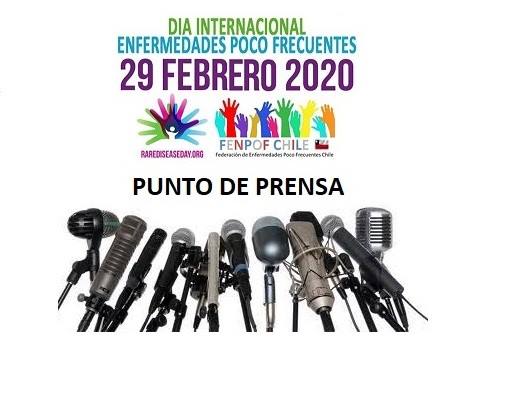 DIA INTERNACIONAL
ENFERMEDADES POCO FRECUENTES
29 FEBRERO 2020
RAREDISEASEDAY.ORG
FENPOF CHILE
Federación de Enfermedades Poco Frecuentes Chile
PUNTO DE PRENSA